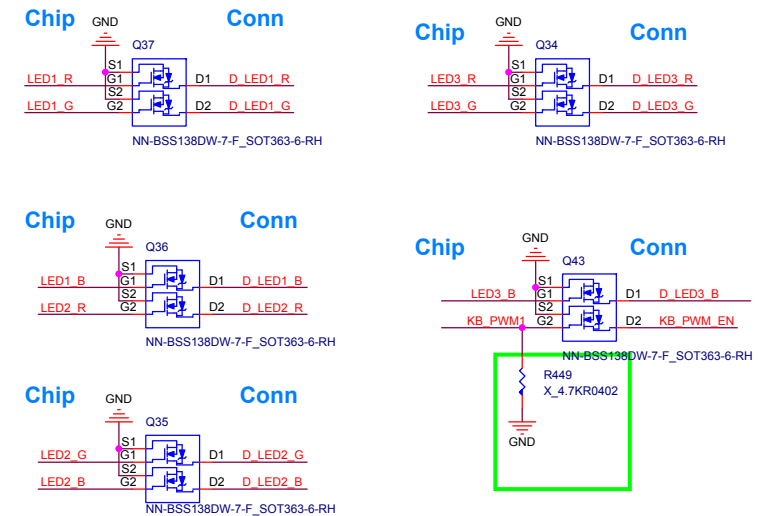 Chip GND Conn
Q37
S1
LED1_R G1 D1 D_LED1_R
S2
LED1_G G2 D2 D_LED1_G
NN-BSS138DW-7-F_SOT363-6-RH
Chip GND Conn
Q34
S1
LED3_R G1 D1 D_LED3_R
S2
LED3_G G2 D2 D_LED3_G
NN-BSS138DW-7-F_SOT363-6-RH
Chip GND Conn
Q36
S1
LED1_B G1 D1 D_LED1_B
S2
LED2_R G2 D2 D_LED2_R
NN-BSS138DW-7-F_SOT363-6-RH
Chip GND Conn
Q43
S1
LED3_B G1 D1 D_LED3_B
S2
KB_PWM1 G2 D2 KB_PWM_EN
NN-BSS138DW-7-F_SOT363-6-RH
R449
X_4.7KR0402
GND
Chip GND Conn
Q35
S1
LED2_G G1 D1 D_LED2_G
S2
LED2_B G2 D2 D_LED2_B
NN-BSS138DW-7-F_SOT363-6-RH